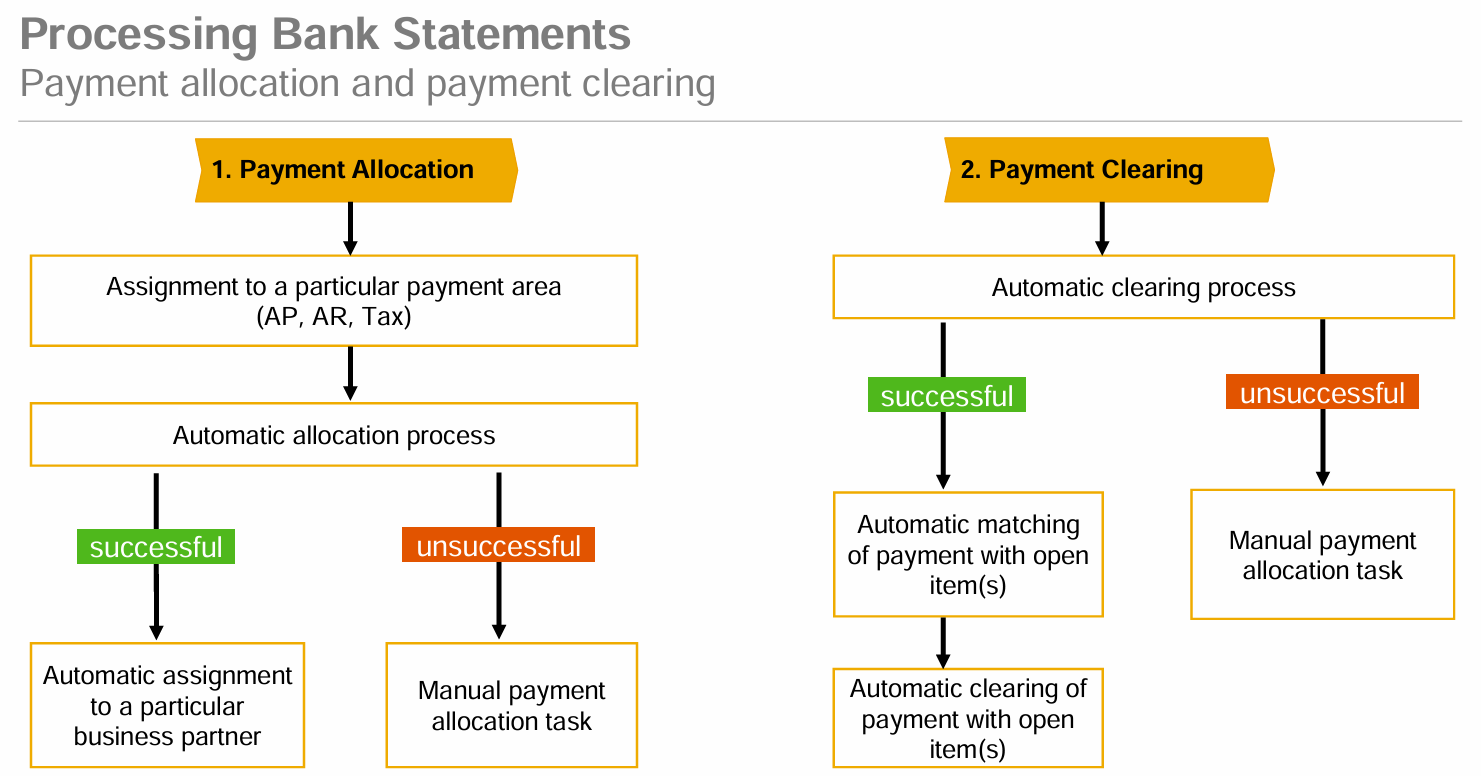 Processing Bank Statements
Payment allocation and payment clearing
1. Payment Allocation
Assignment to a particular payment area
(AP, AR, Tax)
Automatic allocation process
successful
unsuccessful
Automatic assignment
to a particular
business partner
Manual payment
allocation task
2. Payment Clearing
Automatic clearing process
successful
unsuccessful
Automatic matching
of payment with open
item(s)
Manual payment
allocation task
Automatic clearing of
payment with open
item(s)